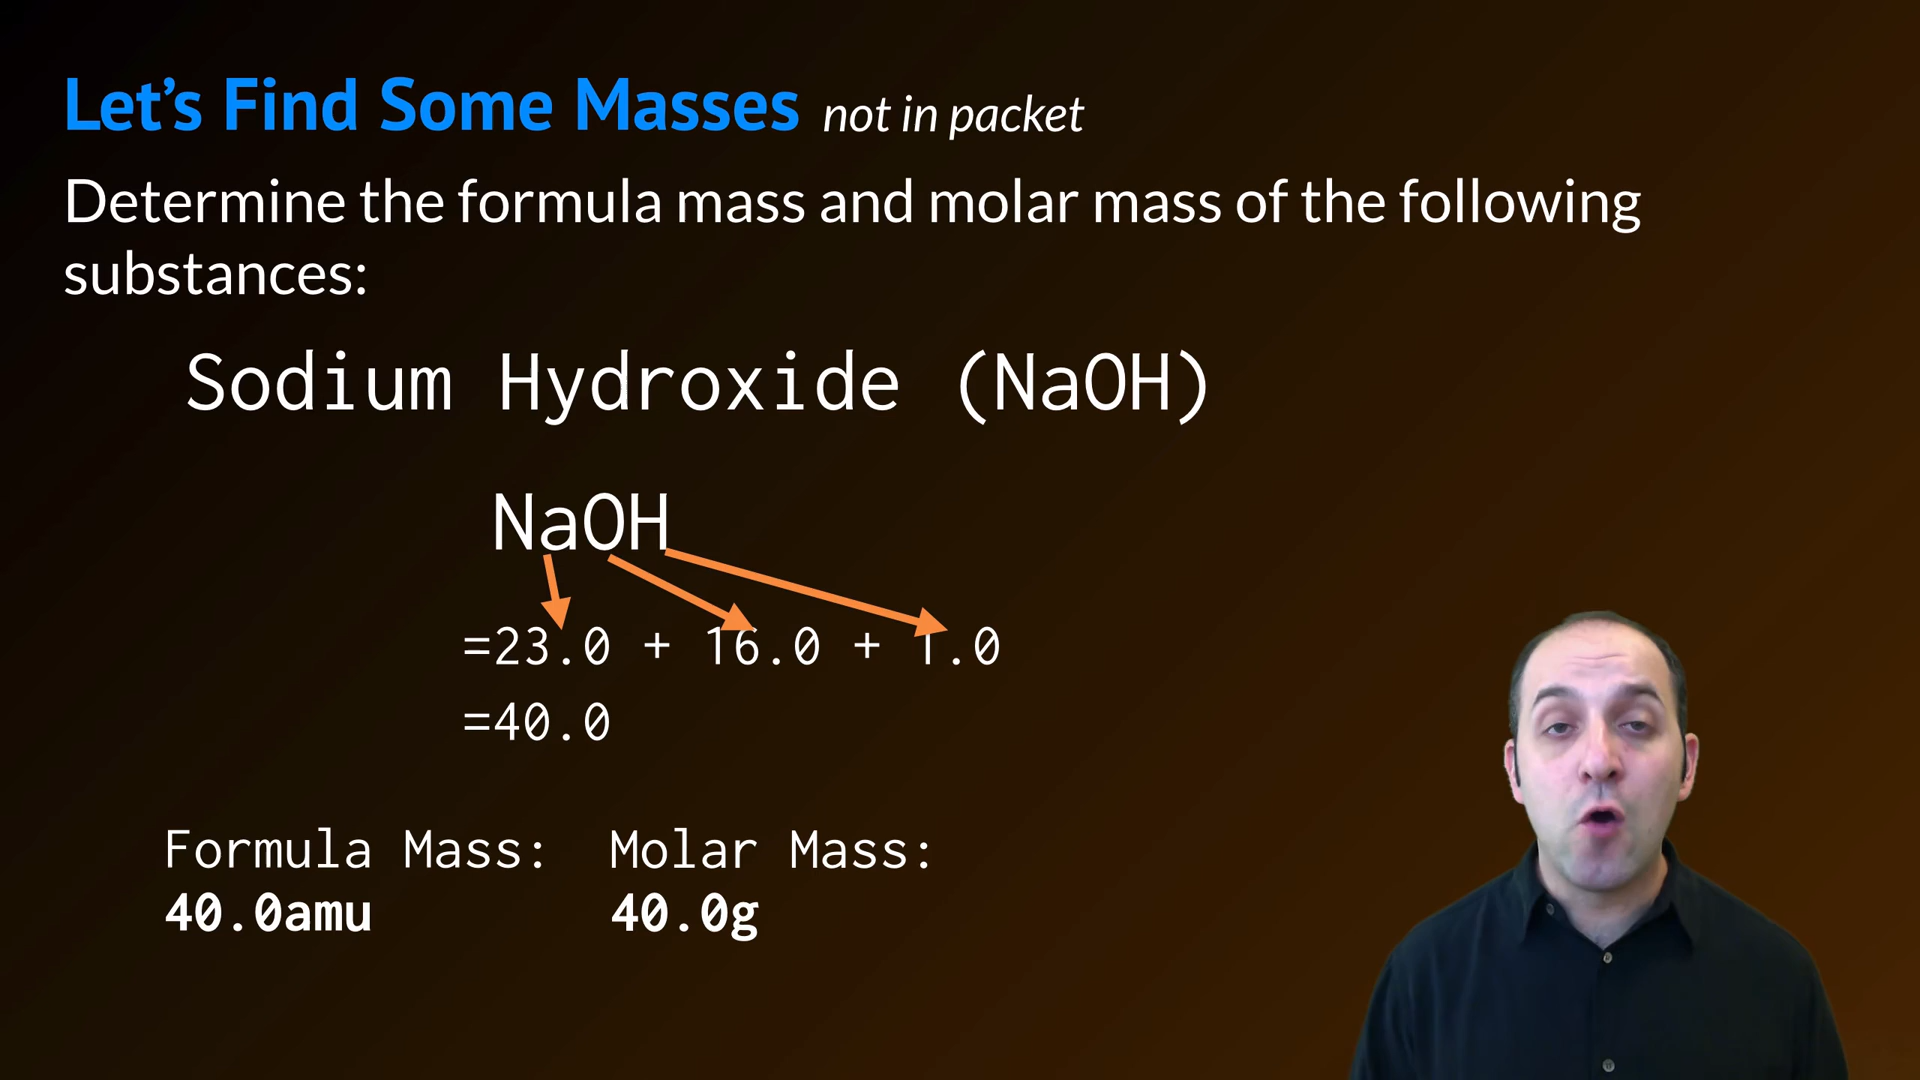 Let's Find Some Masses not in packet
Determine the formula mass and molar mass of the following
substances:
Sodium Hydroxide (NaOH)
NaOH
=23.0 + 16.0 + 1.0
=40.0
Formula Mass: Molar Mass:
40.0amu 40.0g